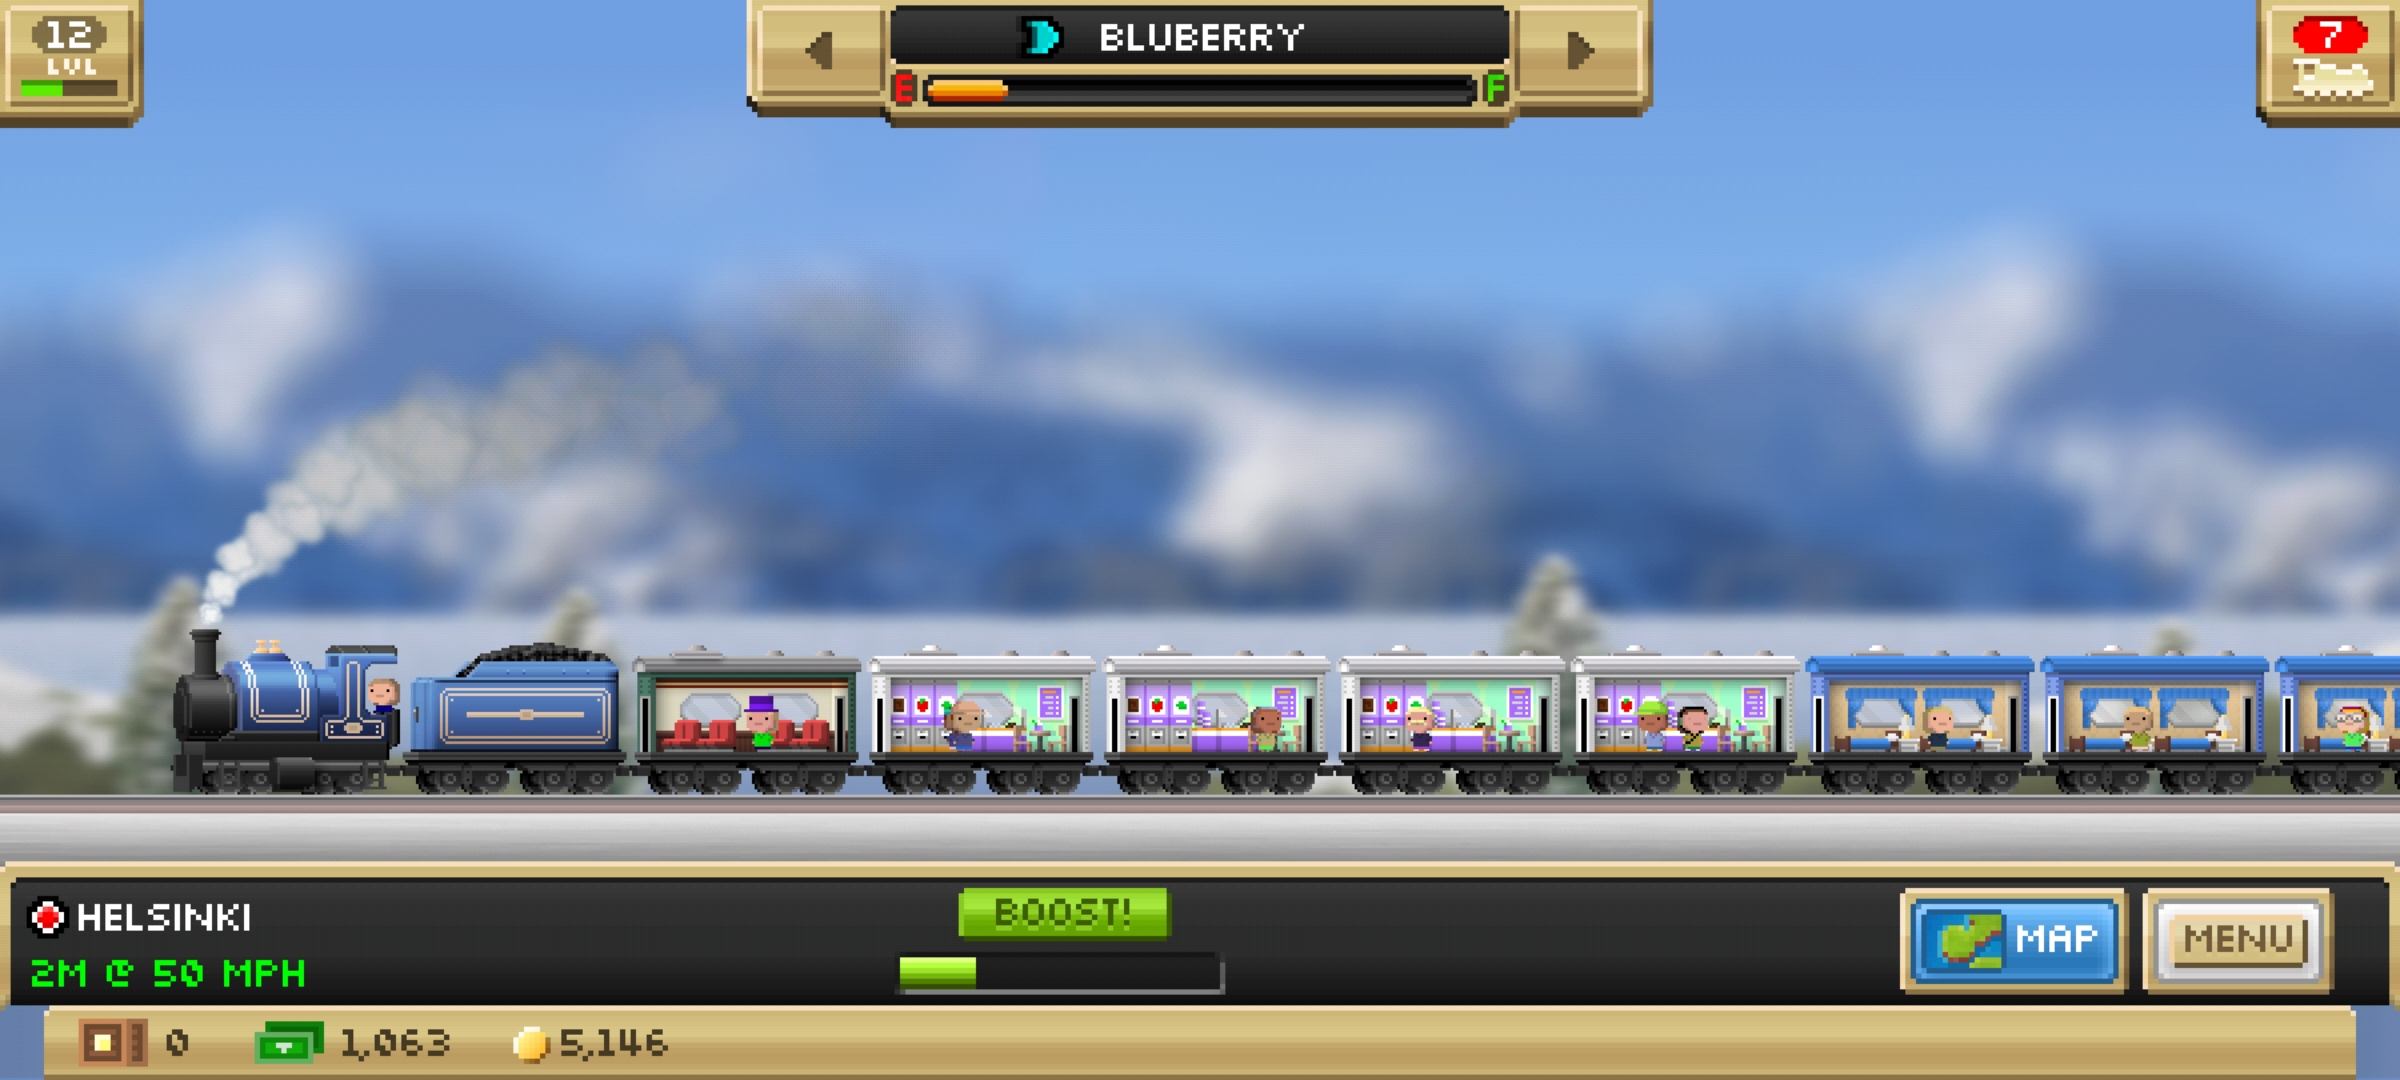 12
LVL
BLUBERRY
E F
7
HELSINKI
2M @ 50 MPH
BOOST!
MAP
MENU
0 1,063 5,146